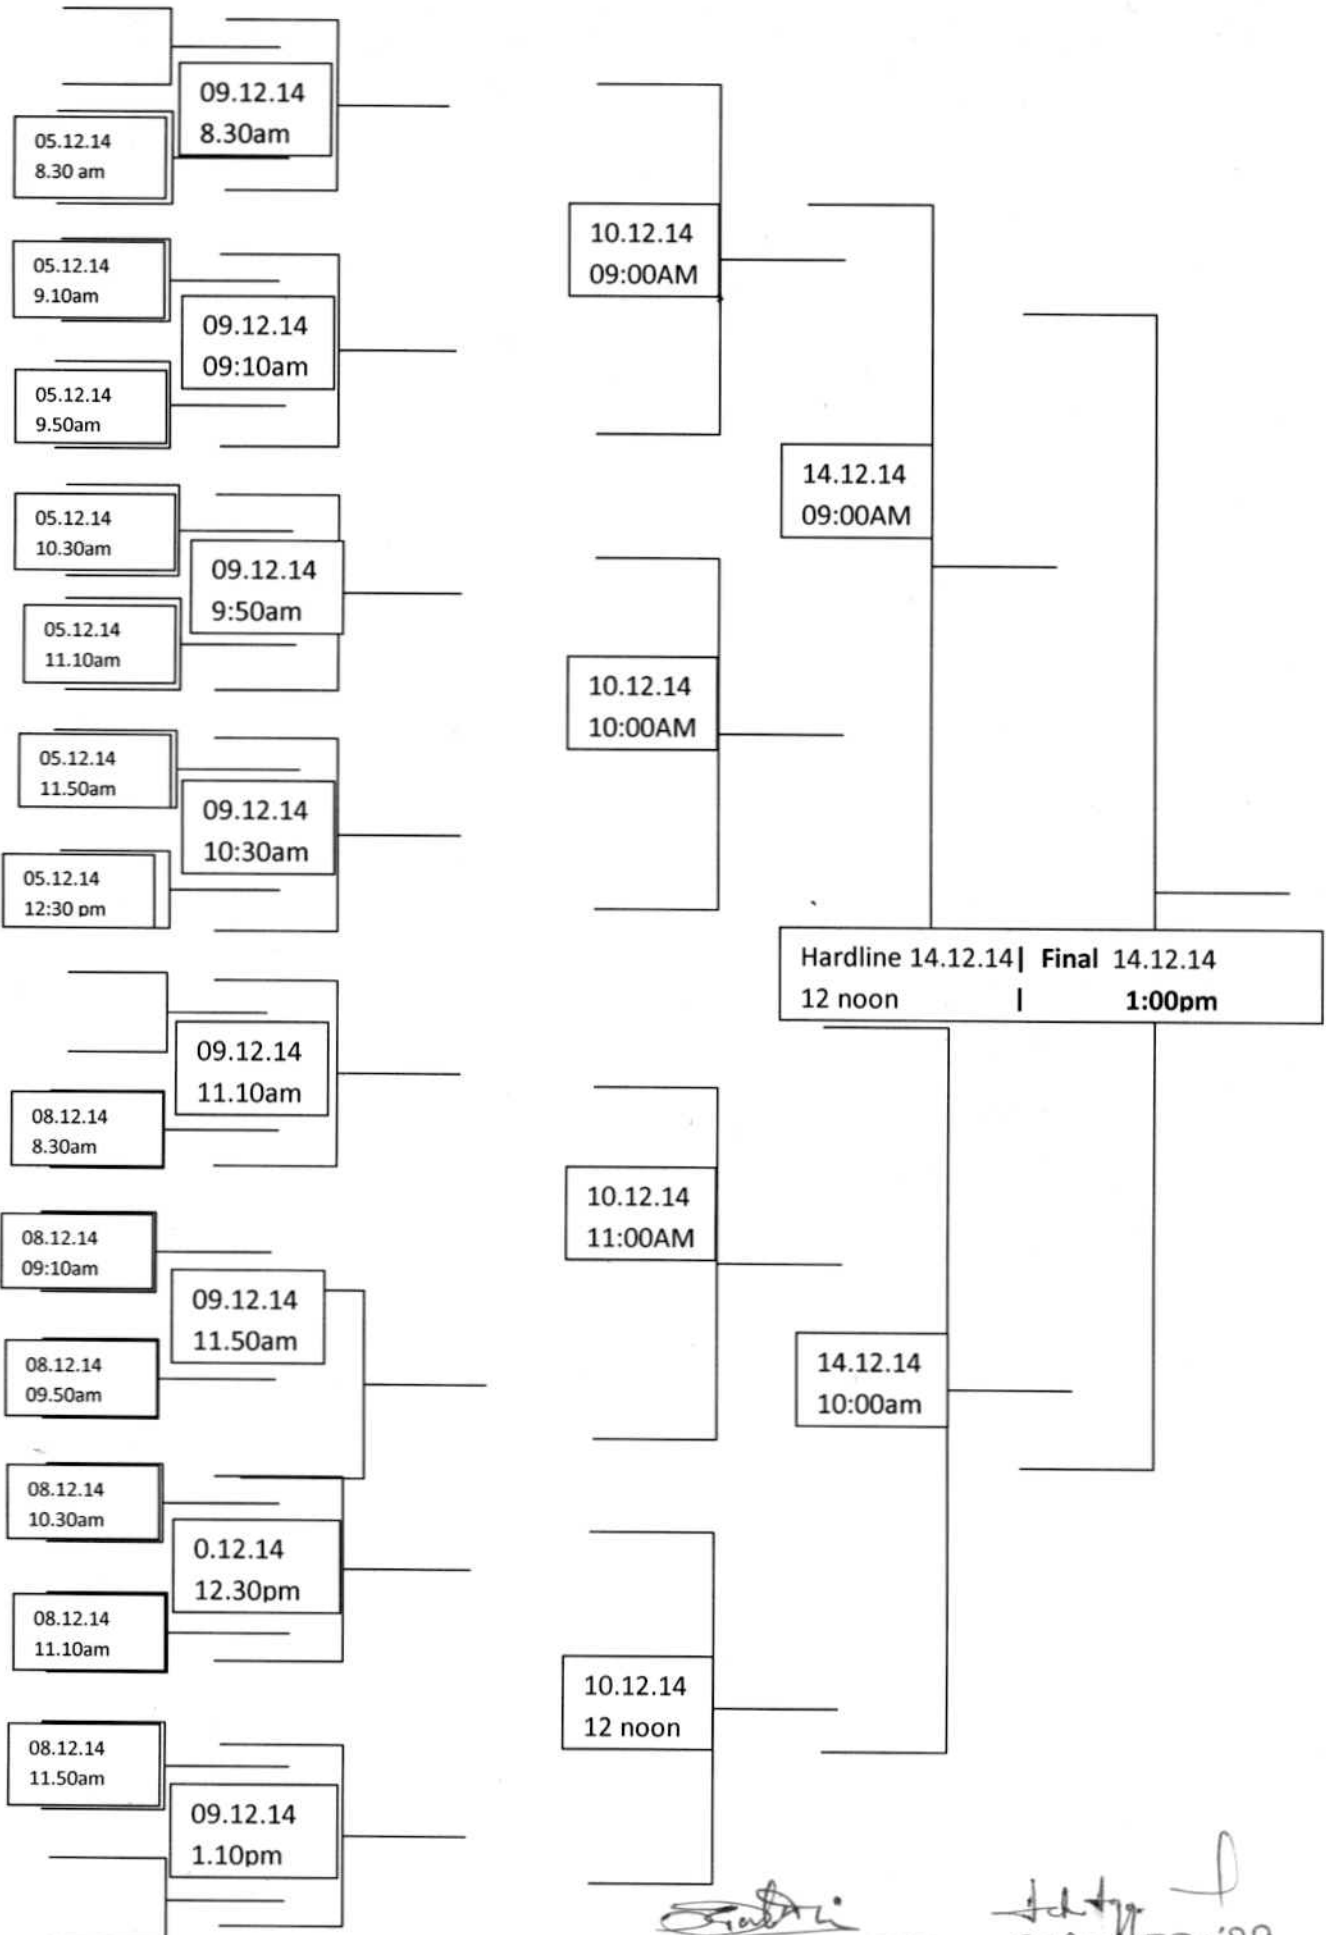 05.12.14
8.30 am
05.12.14
9.10am
05.12.14
9.50am
05.12.14
10.30am
05.12.14
11.10am
05.12.14
11.50am
05.12.14
12:30 pm
08.12.14
8.30am
08.12.14
09:10am
08.12.14
09.50am
08.12.14
10.30am
08.12.14
11.10am
08.12.14
11.50am
09.12.14
8.30am
09.12.14
09:10am
09.12.14
9:50am
09.12.14
10:30am
09.12.14
11.10am
09.12.14
11.50am
0.12.14
12.30pm
09.12.14
1.10pm
10.12.14
09:00AM
10.12.14
10:00AM
10.12.14
11:00AM
10.12.14
12 noon
14.12.14
09:00AM
14.12.14
10:00am
Hardline 14.12.14| Final 14.12.14
12 noon | 1:00pm